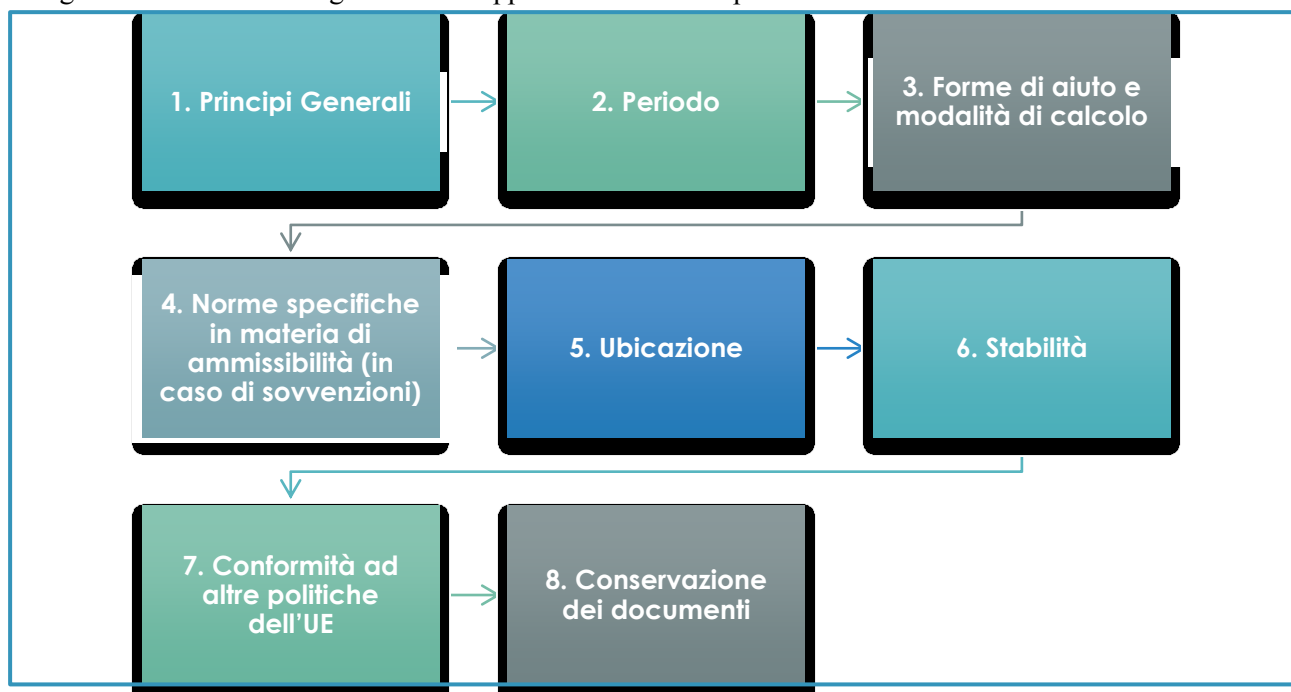 1. Principi Generali
2. Periodo
3. Forme di aiuto e
modalità di calcolo
4. Norme specifiche
in materia di
ammissibilità (in
caso di sovvenzioni)
5. Ubicazione
6. Stabilità
7. Conformità ad
altre politiche
dell’UE
8. Conservazione
dei documenti